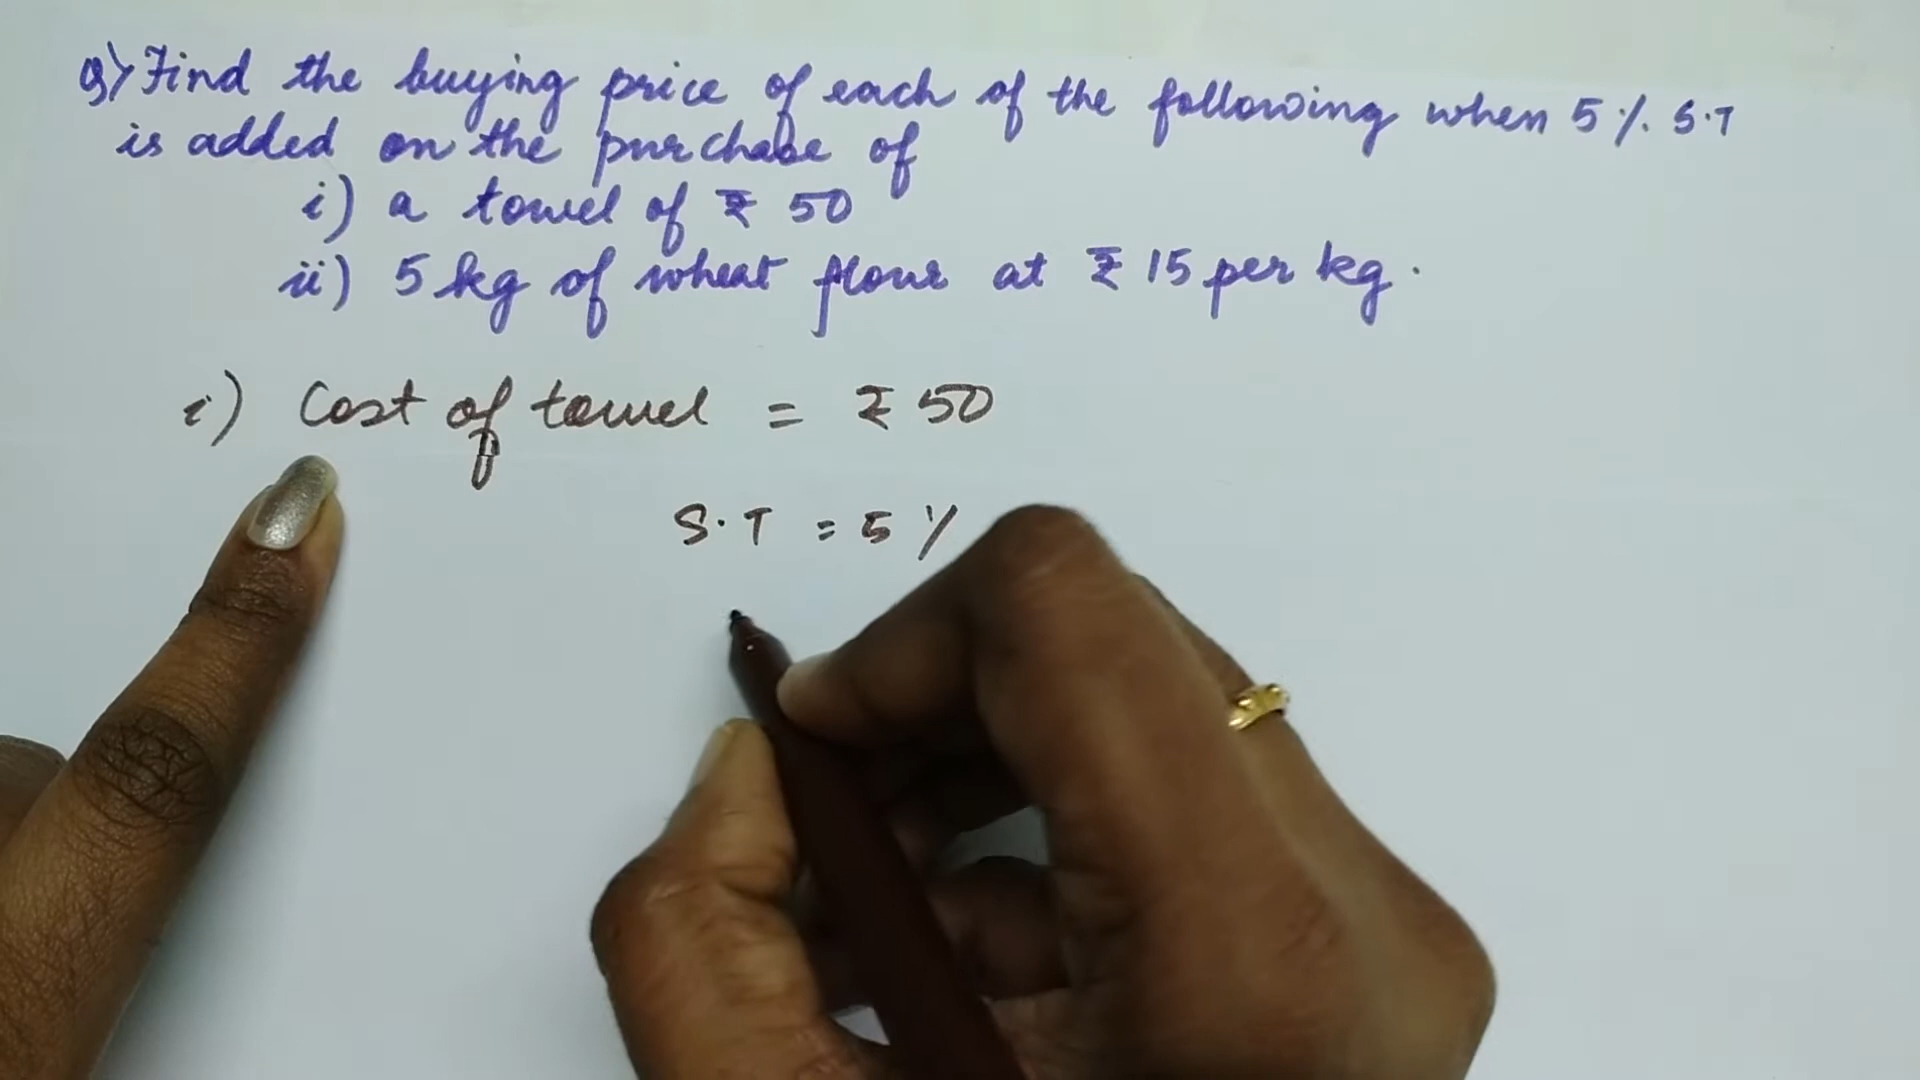 Q) Find the buying price of each of the following when 5 % S.T
is added on the purchase of
i) a towel of ₹ 50
ii) 5 kg of wheat flour at ₹ 15 per kg.
i) Cost of towel = ₹ 50
S.T = 5 %